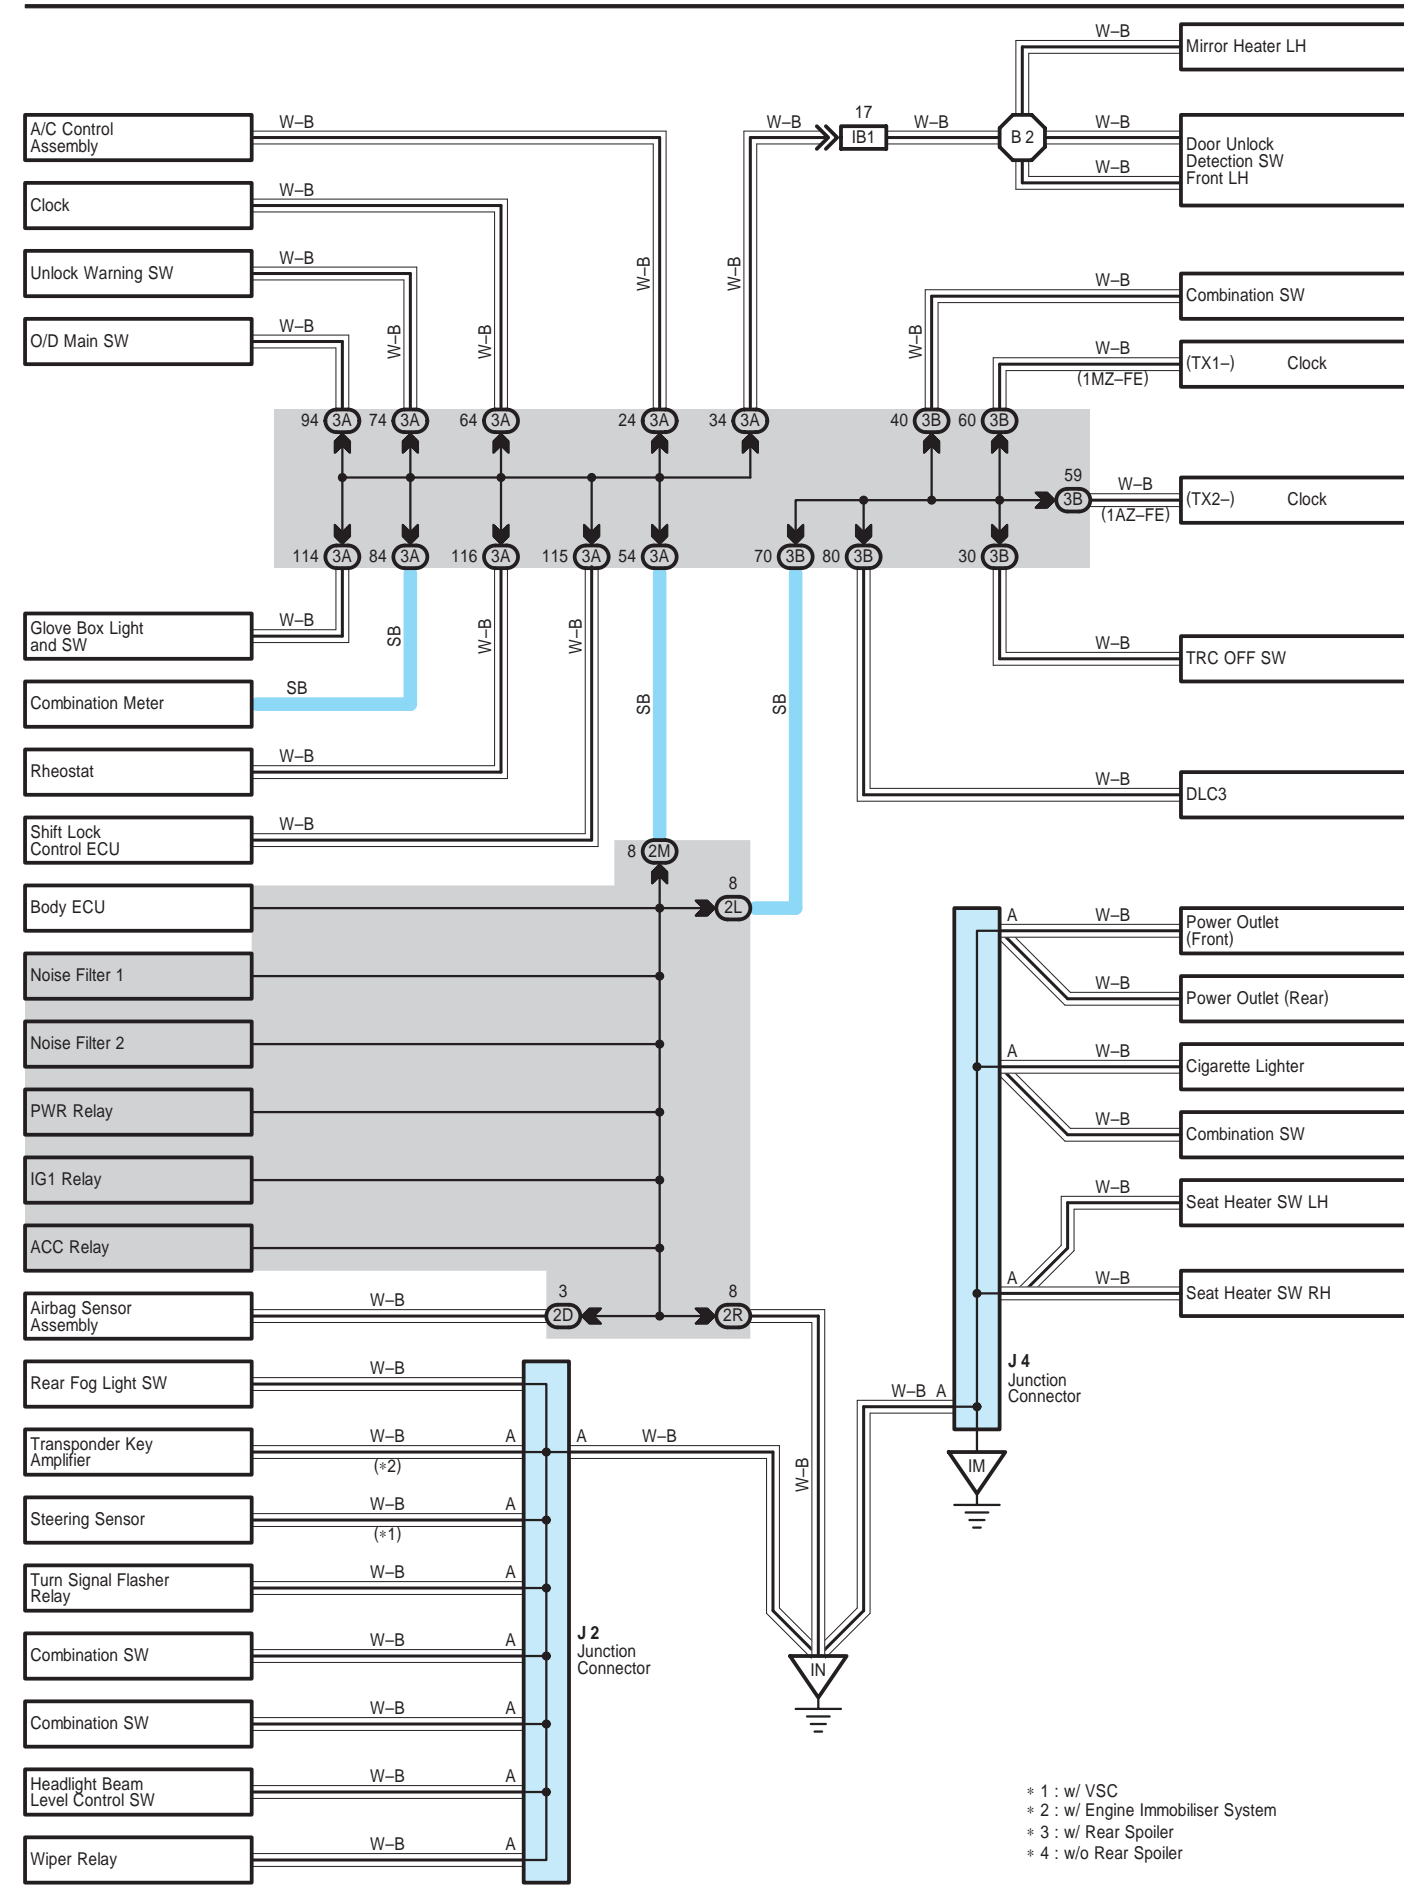 W–B
Mirror Heater LH
17
A/C Control
Assembly
W–B
W–B
IB1
W–B
B 2
W–B
Door Unlock
Detection SW
Front LH
W–B
Clock
W–B
Unlock Warning SW
W–B
W–B
W–B
W–B
Combination SW
O/D Main SW
W–B
W–B
W–B
W–B
W–B
(1MZ–FE)
(TX1–) Clock
94 3A
74 3A
64 3A
24 3A
34 3A
40 3B
60 3B
59
3B
W–B
(1AZ–FE)
(TX2–) Clock
114 3A
84 3A
116 3A
115 3A
54 3A
70 3B
80 3B
30 3B
Glove Box Light
and SW
W–B
SB
W–B
W–B
W–B
TRC OFF SW
Combination Meter
SB
SB
SB
Rheostat
W–B
W–B
DLC3
Shift Lock
Control ECU
W–B
8 2M
Body ECU
8
2L
A
W–B
Power Outlet
(Front)
Noise Filter 1
W–B
Power Outlet (Rear)
Noise Filter 2
A
W–B
Cigarette Lighter
PWR Relay
W–B
Combination SW
IG1 Relay
W–B
Seat Heater SW LH
ACC Relay
A
W–B
Seat Heater SW RH
Airbag Sensor
Assembly
W–B
3
2D
8
2R
Rear Fog Light SW
W–B
J 4
Junction
Connector
W–B A
Transponder Key
Amplifier
W–B
(∗2)
A
A
W–B
W–B
IM
Steering Sensor
W–B
(∗1)
A
Turn Signal Flasher
Relay
W–B
A
Combination SW
W–B
A
J 2
Junction
Connector
IN
Combination SW
W–B
A
Headlight Beam
Level Control SW
W–B
A
Wiper Relay
W–B
A
∗ 1 : w/ VSC
∗ 2 : w/ Engine Immobiliser System
∗ 3 : w/ Rear Spoiler
∗ 4 : w/o Rear Spoiler